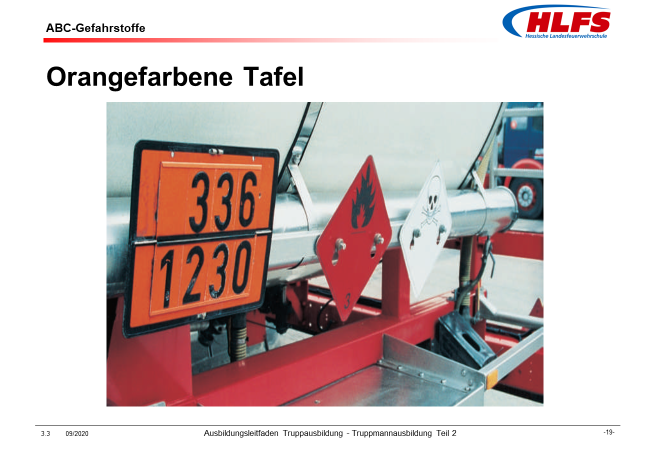 ABC-Gefahrstoffe
HLFS
Hessische Landesfeuerwehrschule
Orangefarbene Tafel
336
1230
3
3.3 09/2020 Ausbildungsleitfaden Truppausbildung - Truppmannausbildung Teil 2 -19-